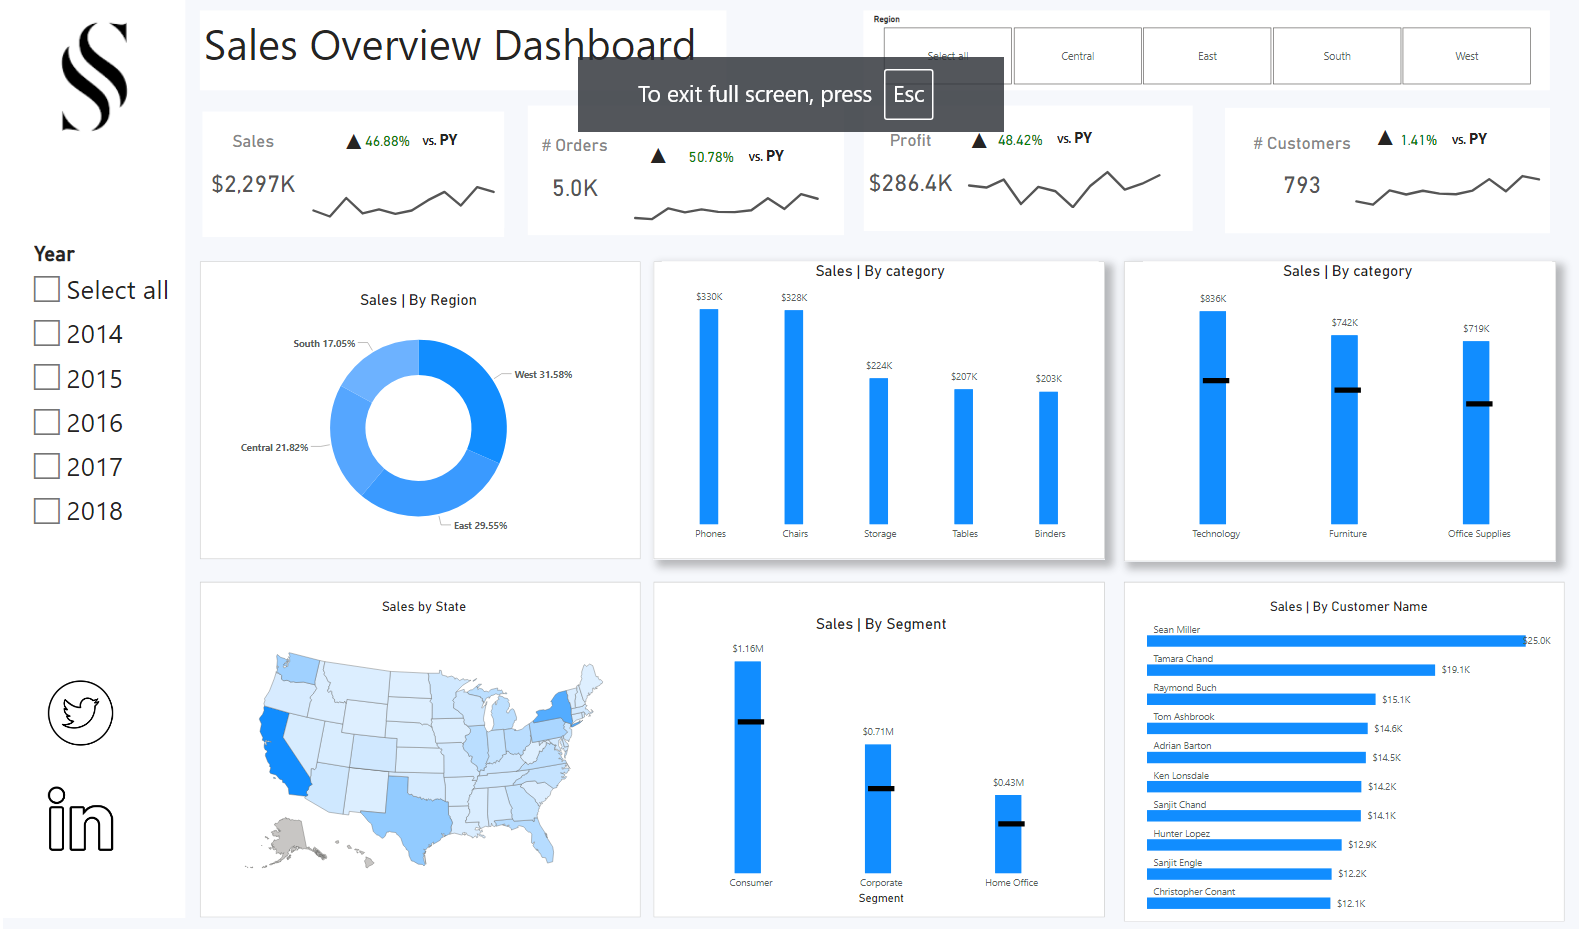 Sales Overview Dashboard
Region
Select all
Central
East
South
West
To exit full screen, press Esc
Sales
46.88% vs. PY
$2,297K
# Orders
50.78% vs. PY
5.0K
Profit
48.42% vs. PY
$286.4K
# Customers
1.41% vs. PY
793
Year
Select all
2014
2015
2016
2017
2018
Sales | By Region
South 17.05%
West 31.58%
Central 21.82%
East 29.55%
Sales | By category
$330K
$328K
$224K
$207K
$203K
Phones
Chairs
Storage
Tables
Binders
Sales | By category
$836K
$742K
$719K
Technology
Furniture
Office Supplies
Sales by State
Sales | By Segment
$1.16M
$0.71M
$0.43M
Consumer
Corporate
Home Office
Segment
Sales | By Customer Name
Sean Miller
$25.0K
Tamara Chand
$19.1K
Raymond Buch
$15.1K
Tom Ashbrook
$14.6K
Adrian Barton
$14.5K
Ken Lonsdale
$14.2K
Sanjit Chand
$14.1K
Hunter Lopez
$12.9K
Sanjit Engle
$12.2K
Christopher Conant
$12.1K
in